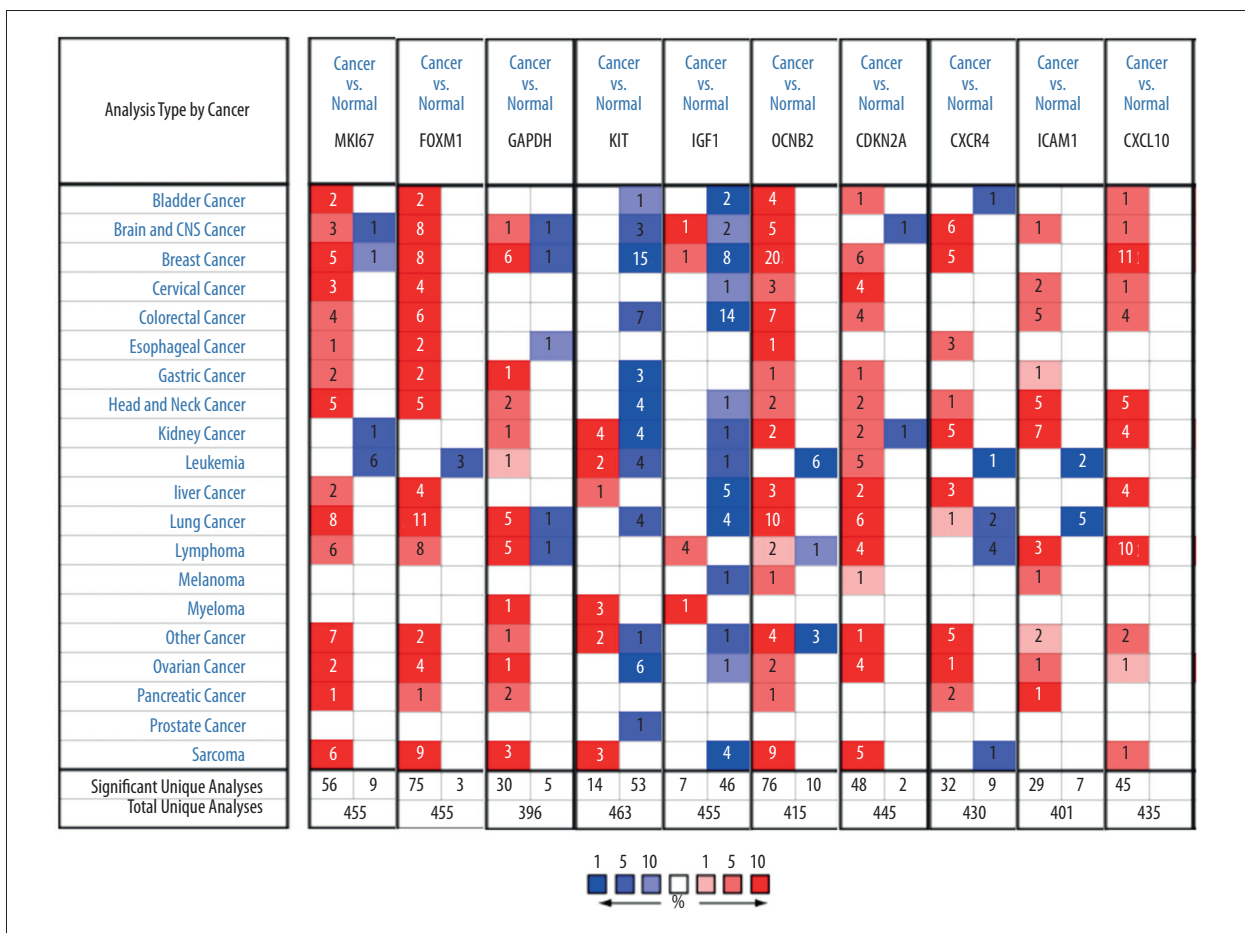 Cancer Cancer Cancer Cancer Cancer Cancer Cancer Cancer Cancer Cancer
vs. vs. vs. vs. vs. vs. vs. vs. vs. vs.
Analysis Type by Cancer Normal Normal Normal Normal Normal Normal Normal Normal Normal Normal
MKI67 FOXM1 GAPDH KIT IGF1 OCNB2 CDKN2A CXCR4 ICAM1 CXCL10
Bladder Cancer 2 2 1 2 4 1 1 1
Brain and CNS Cancer 3 1 8 1 1 3 1 2 5 1 6 1 1
Breast Cancer 5 1 8 6 1 15 1 8 20 6 5 11
Cervical Cancer 3 4 1 3 4 2 1
Colorectal Cancer 4 6 7 14 7 4 5 4
Esophageal Cancer 1 2 1 1 3
Gastric Cancer 2 2 1 3 1 1 1
Head and Neck Cancer 5 5 2 4 1 2 2 1 5 5
Kidney Cancer 1 1 4 4 1 2 2 1 5 7 4
Leukemia 6 3 1 2 4 1 6 5 1 2
liver Cancer 2 4 1 5 3 2 3 4
Lung Cancer 8 11 5 1 4 4 10 6 1 2 5
Lymphoma 6 8 5 1 4 2 1 4 4 3 10
Melanoma 1 1 1 1
Myeloma 1 3 1
Other Cancer 7 2 1 2 1 1 4 3 1 5 2 2
Ovarian Cancer 2 4 1 6 1 2 4 1 1 1
Pancreatic Cancer 1 1 2 1 2 1
Prostate Cancer 1
Sarcoma 6 9 3 3 4 9 5 1 1
Significant Unique Analyses 56 9 75 3 30 5 14 53 7 46 76 10 48 2 32 9 29 7 45
Total Unique Analyses 455 455 396 463 455 415 445 430 401 435
1 5 10 1 5 10
%